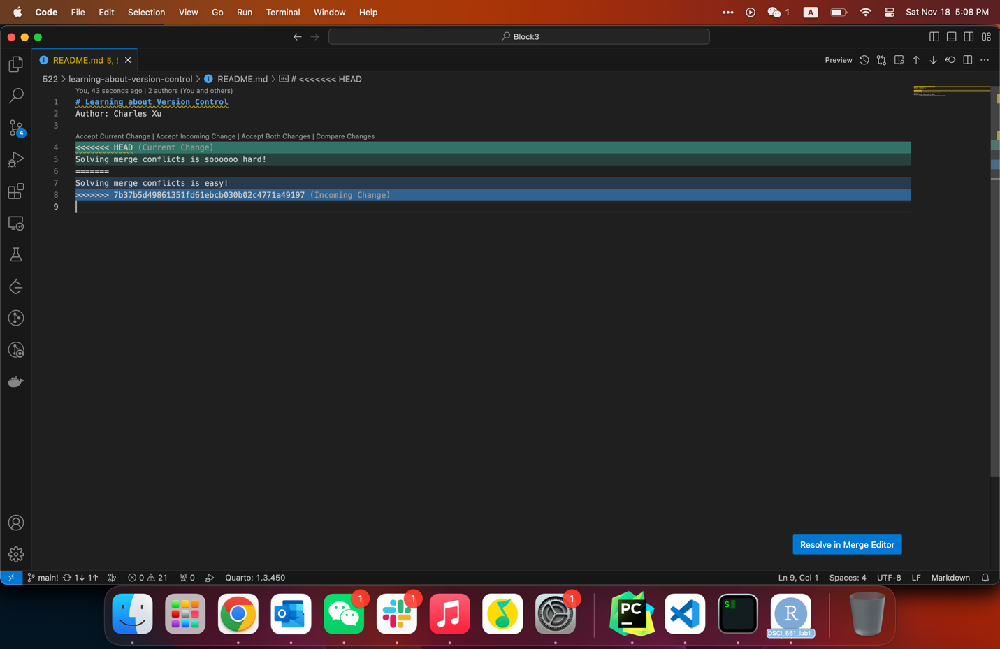 Code File Edit Selection View Go Run Terminal Window Help
1 A Sat Nov 18 5:08 PM
Block3
README.md 5, !
Preview
522 > learning-about-version-control > README.md > # <<<<<<< HEAD
You, 43 seconds ago | 2 authors (You and others)
1 # Learning about Version Control
2 Author: Charles Xu
3
Accept Current Change | Accept Incoming Change | Accept Both Changes | Compare Changes
4 <<<<<<< HEAD (Current Change)
5 Solving merge conflicts is soooooo hard!
6 =======
7 Solving merge conflicts is easy!
8 >>>>>>> 7b37b5d49861351fd61ebcb030b02c4771a49197 (Incoming Change)
9
4
Resolve in Merge Editor
main! 1↓ 1↑ 0 21 0 Quarto: 1.3.450 Ln 9, Col 1 Spaces: 4 UTF-8 LF Markdown
1 1 1
PC
$
R
DSCI_561_lab1_